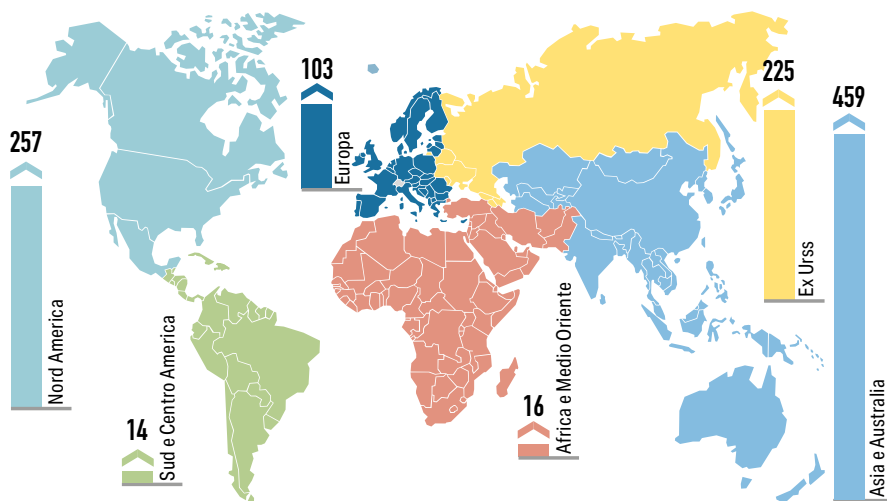 257
Nord America
14
Sud e Centro America
103
Europa
16
Africa e Medio Oriente
225
Ex Urss
459
Asia e Australia